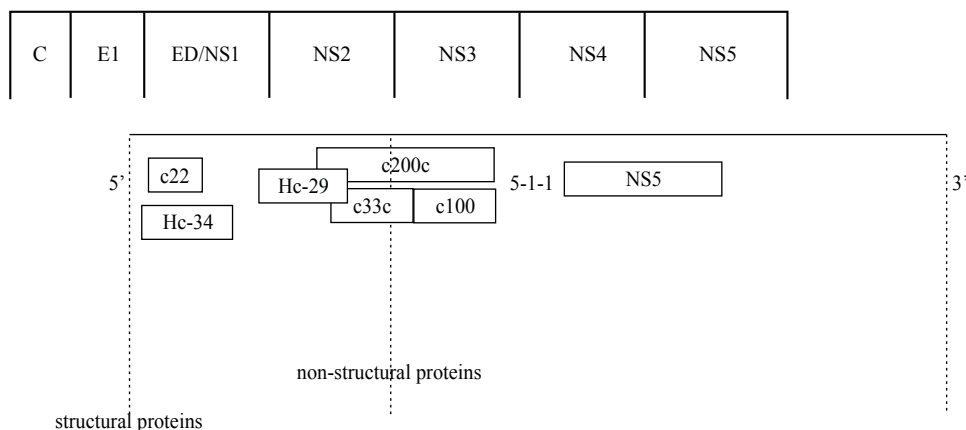 C E1 ED/NS1 NS2 NS3 NS4 NS5
c200c
5’ c22 Hc-29 5-1-1 NS5 3’
Hc-34 c33c c100
non-structural proteins
structural proteins